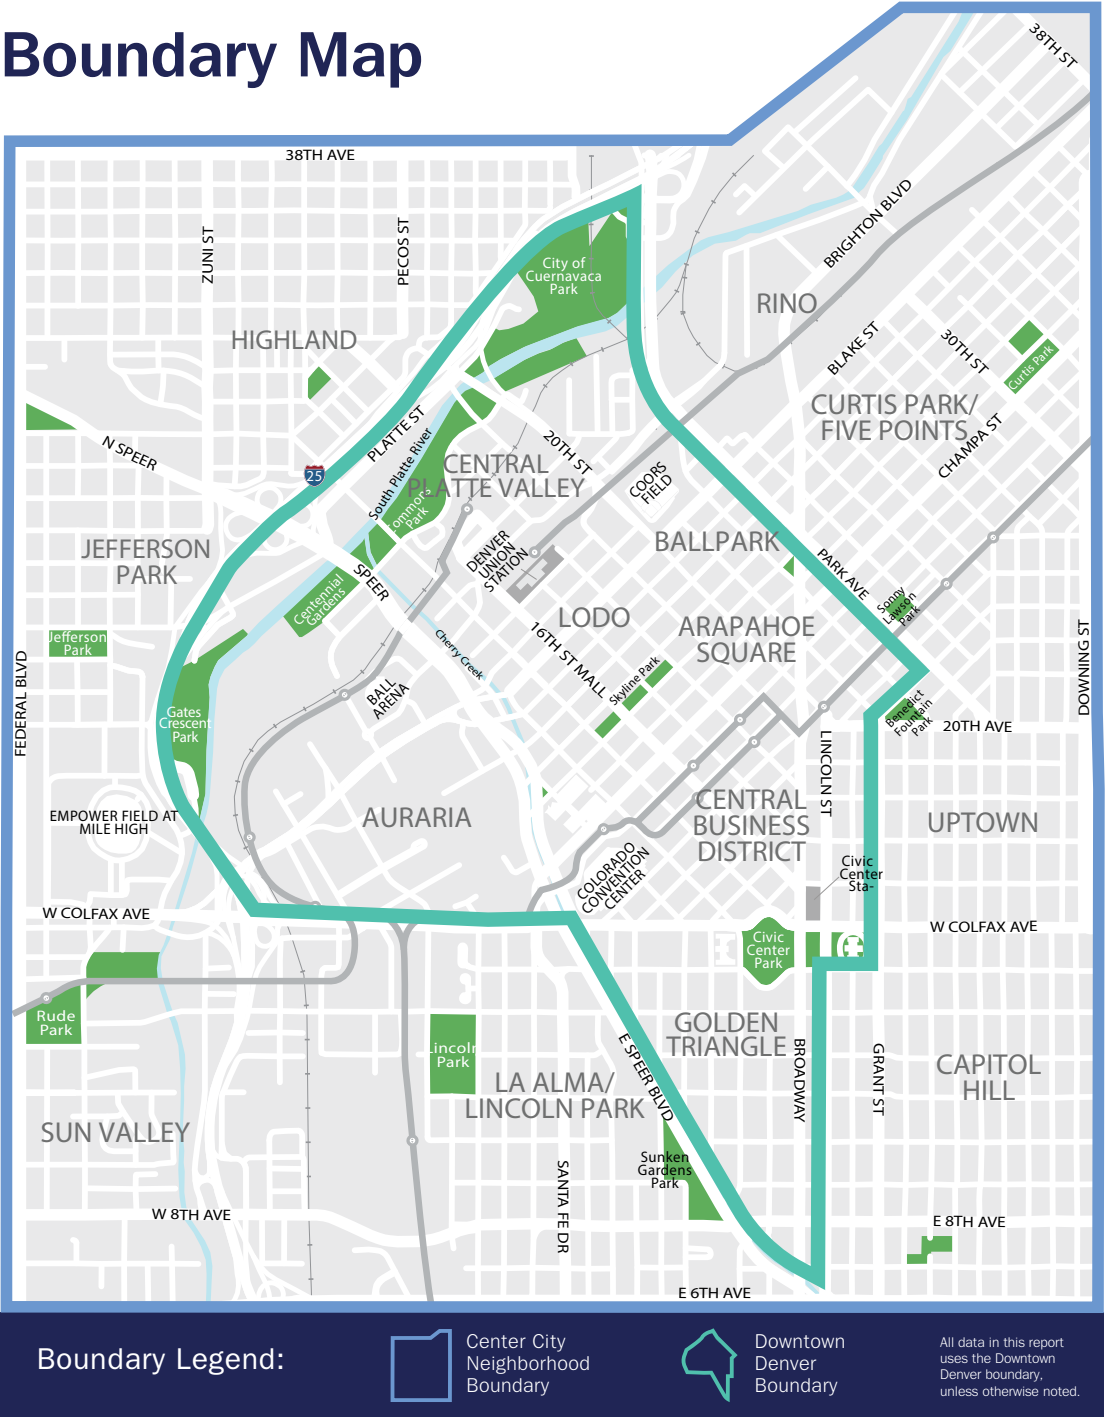 Boundary Map
38TH ST
38TH AVE
ZUNI ST
PECOS ST
BRIGHTON BLVD
City of
Cuernavaca
Park
RINO
HIGHLAND
BLAKE ST
30TH ST
Curtis Park
CURTIS PARK/
FIVE POINTS
CHAMPA ST
N SPEER
PLATTE ST
South Platte River
25
20TH ST
CENTRAL
PLATTE VALLEY
COORS
FIELD
ommons
Park
JEFFERSON
PARK
DENVER
UNION
STATION
BALLPARK
PARK AVE
SPEER
Centennial
Gardens
LODO
Sonny
Lawson
Park
ARAPAHOE
SQUARE
Jefferson
Park
16TH ST MALL
Cherry Creek
Skyline Park
DOWNING ST
FEDERAL BLVD
BALL
ARENA
Gates
Crescent
Park
Benedict
Fountain
Park
20TH AVE
LINCOLN ST
EMPOWER FIELD AT
MILE HIGH
AURARIA
CENTRAL
BUSINESS
DISTRICT
UPTOWN
COLORADO
CONVENTION
CENTER
Civic
Center
Sta-
W COLFAX AVE
W COLFAX AVE
Civic
Center
Park
Rude
Park
GOLDEN
TRIANGLE
Lincoln
Park
E SPEER BLVD
BROADWAY
GRANT ST
CAPITOL
HILL
LA ALMA/
LINCOLN PARK
SUN VALLEY
Sunken
Gardens
Park
SANTA FE DR
W 8TH AVE
E 8TH AVE
E 6TH AVE
Boundary Legend:
Center City
Neighborhood
Boundary
Downtown
Denver
Boundary
All data in this report
uses the Downtown
Denver boundary,
unless otherwise noted.